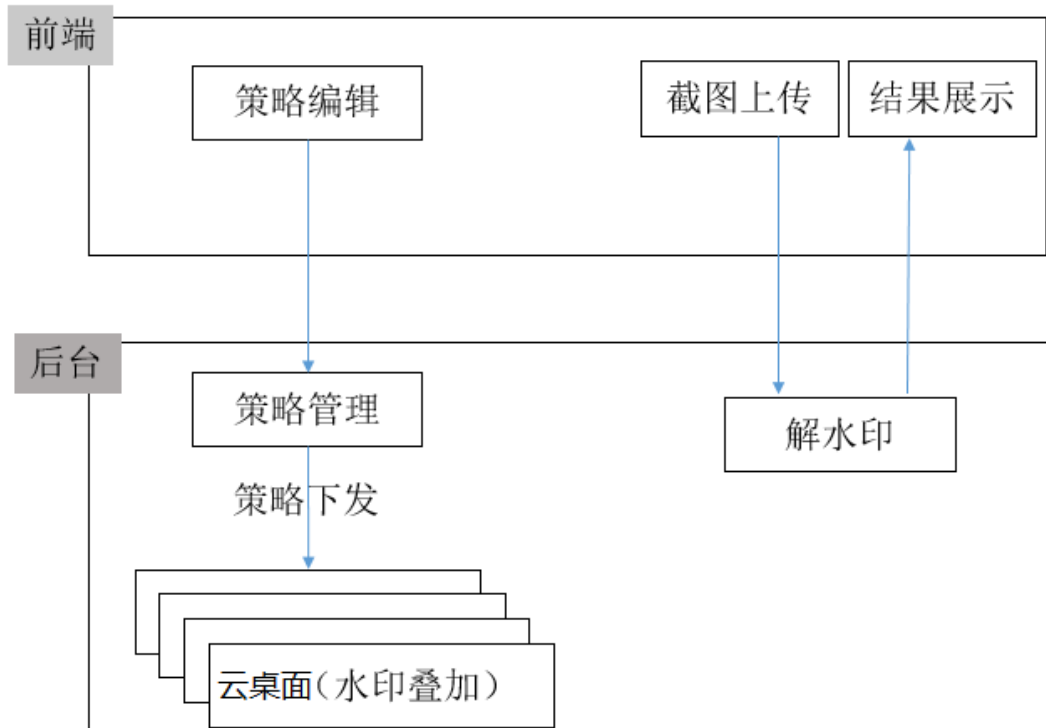 前端
策略编辑
截图上传
结果展示
后台
策略管理
解水印
策略下发
云桌面（水印叠加）